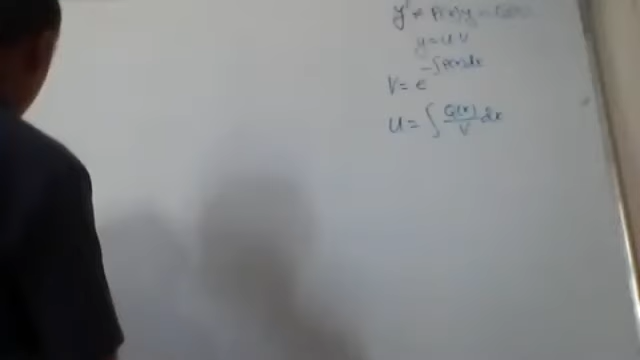 y' + P(x)y = Q(x)
y = u v
V = e^{-∫P(x)dx}
u = ∫ Q(x)/V dx